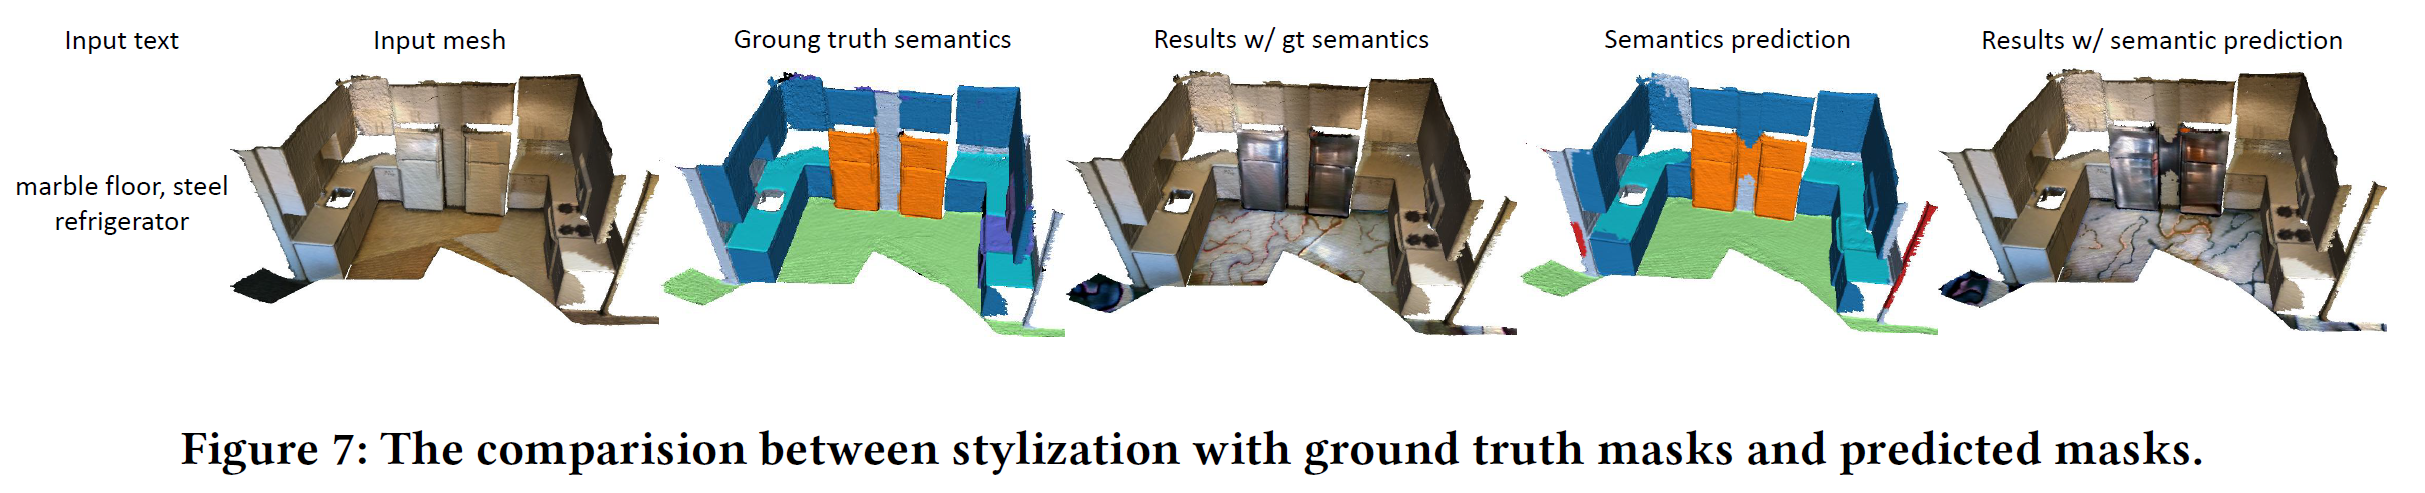 Input text
Input mesh
Groung truth semantics
Results w/ gt semantics
Semantics prediction
Results w/ semantic prediction
marble floor, steel
refrigerator
Figure 7: The comparision between stylization with ground truth masks and predicted masks.